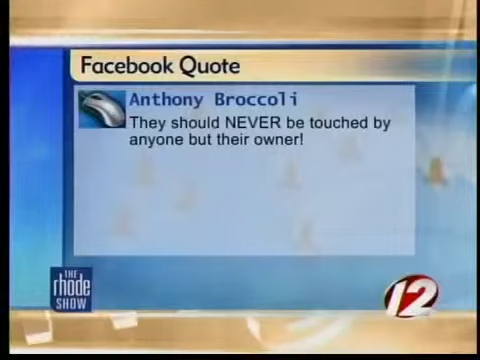 Facebook Quote
Anthony Broccoli
They should NEVER be touched by
anyone but their owner!
THE
rhode
SHOW
12